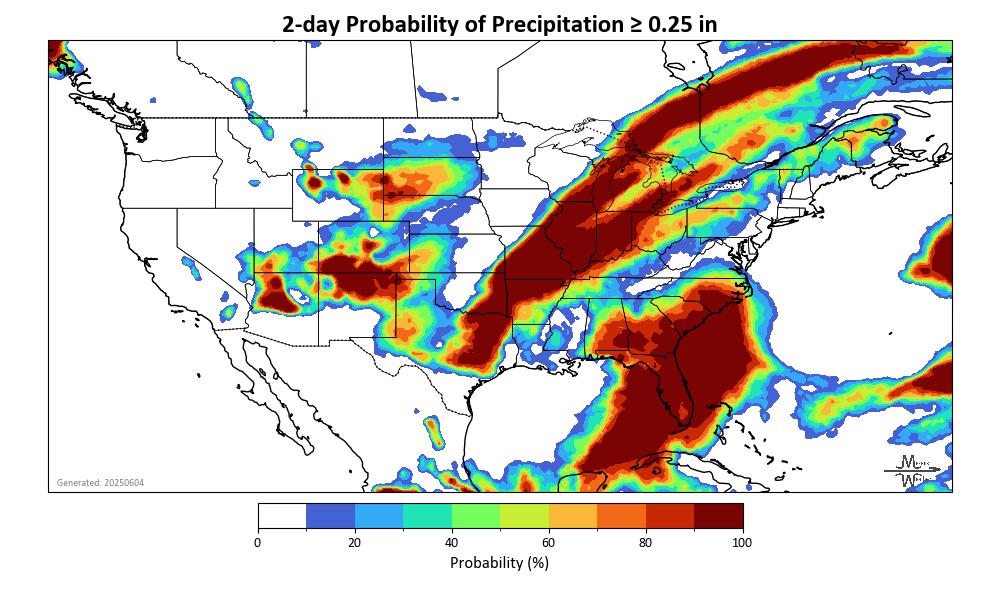 2-day Probability of Precipitation ≥ 0.25 in
Generated: 20250604
0 20 40 60 80 100
Probability (%)